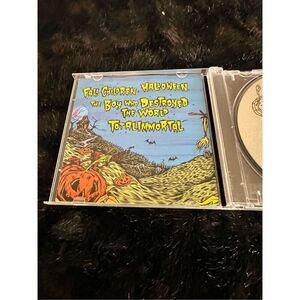 FALL CHILDREN · HALLOWEEN
THE BOY WHO DESTROYED
THE WORLD
TOTALIMMORTAL